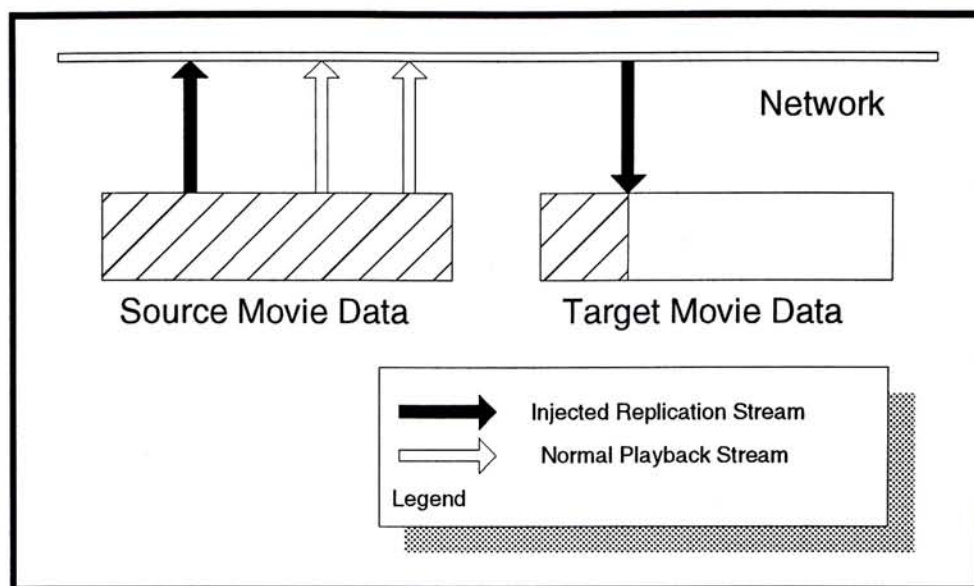 Network
Source Movie Data
Target Movie Data
Injected Replication Stream
Normal Playback Stream
Legend